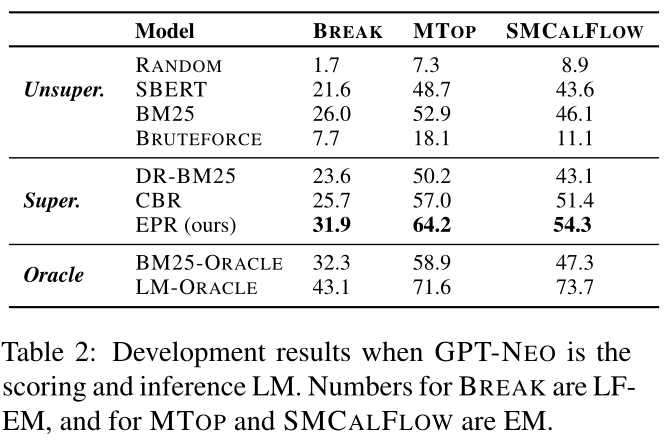 Model BREAK MTOP SMCALFLOW
Unsuper. RANDOM 1.7 7.3 8.9
SBERT 21.6 48.7 43.6
BM25 26.0 52.9 46.1
BRUTEFORCE 7.7 18.1 11.1
Super. DR-BM25 23.6 50.2 43.1
CBR 25.7 57.0 51.4
EPR (ours) 31.9 64.2 54.3
Oracle BM25-ORACLE 32.3 58.9 47.3
LM-ORACLE 43.1 71.6 73.7
Table 2: Development results when GPT-NEO is the
scoring and inference LM. Numbers for BREAK are LF-
EM, and for MTOP and SMCALFLOW are EM.